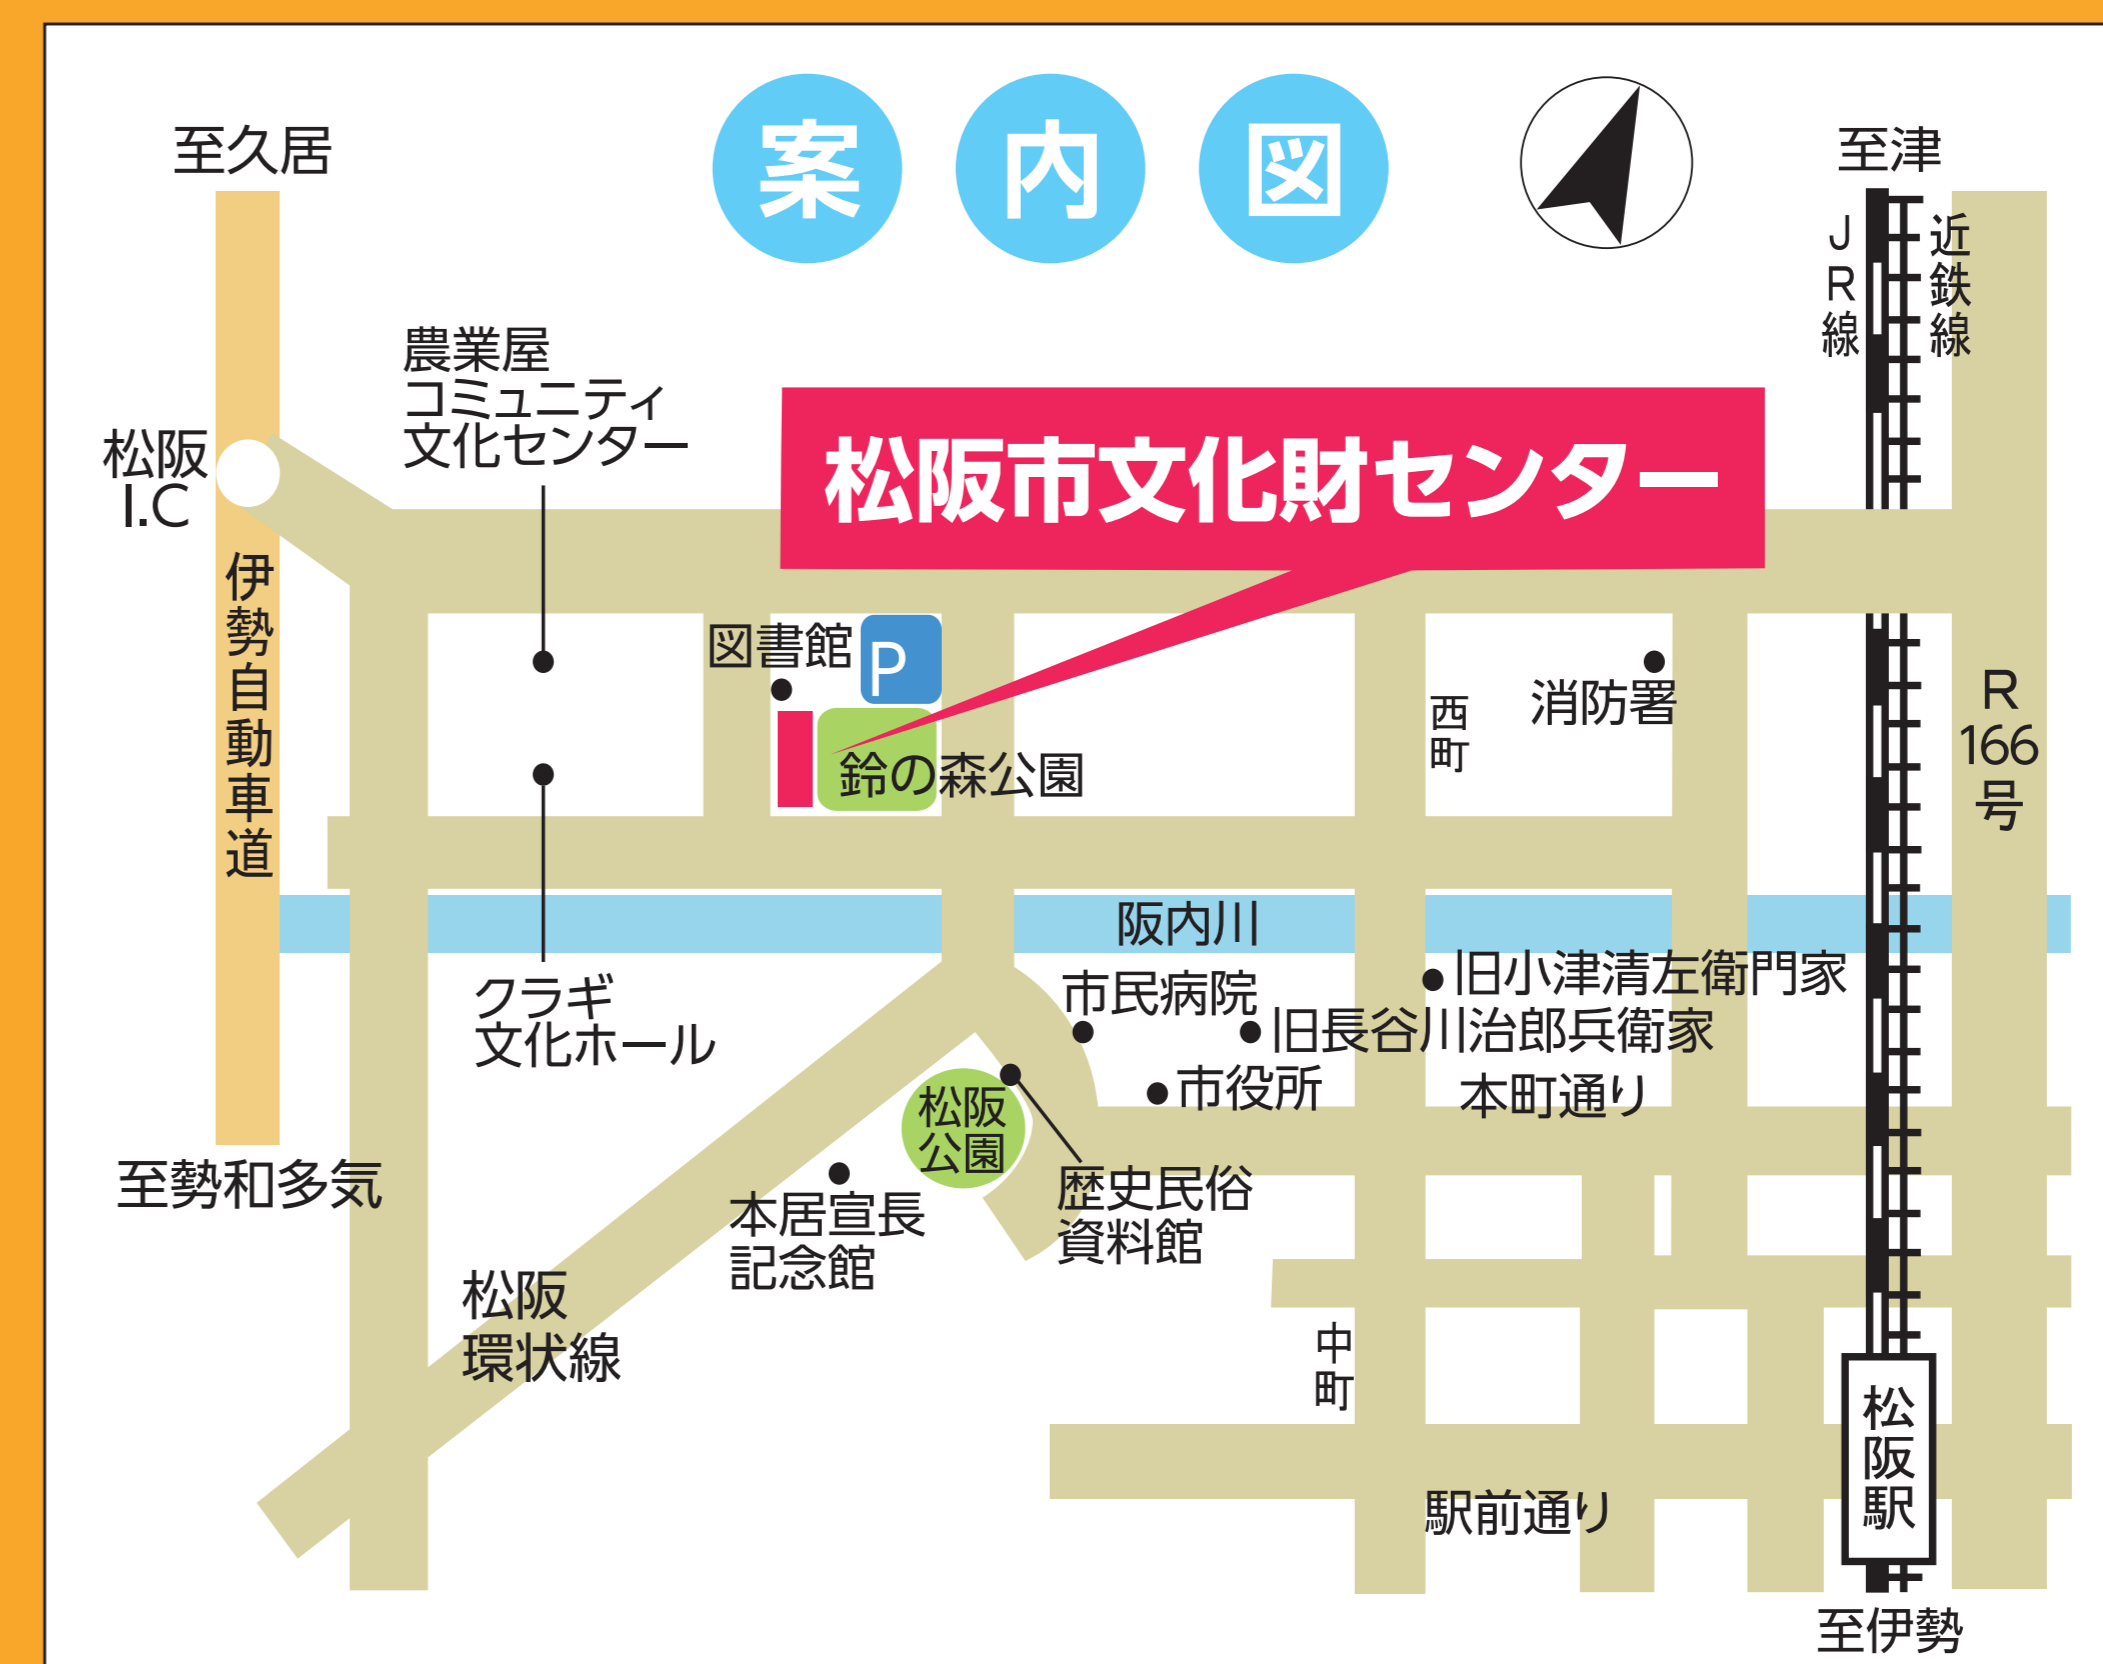 案内図
至久居
至津
JR線
近鉄線
農業屋
コミュニティ
文化センター
松阪
I.C
松阪市文化財センター
伊勢自動車道
図書館
P
鈴の森公園
西町
消防署
R
166
号
阪内川
クラギ
文化ホール
市民病院
旧小津清左衛門家
旧長谷川治郎兵衛家
市役所
本町通り
松阪
公園
歴史民俗
資料館
至勢和多気
本居宣長
記念館
松阪
環状線
中町
松阪駅
駅前通り
至伊勢